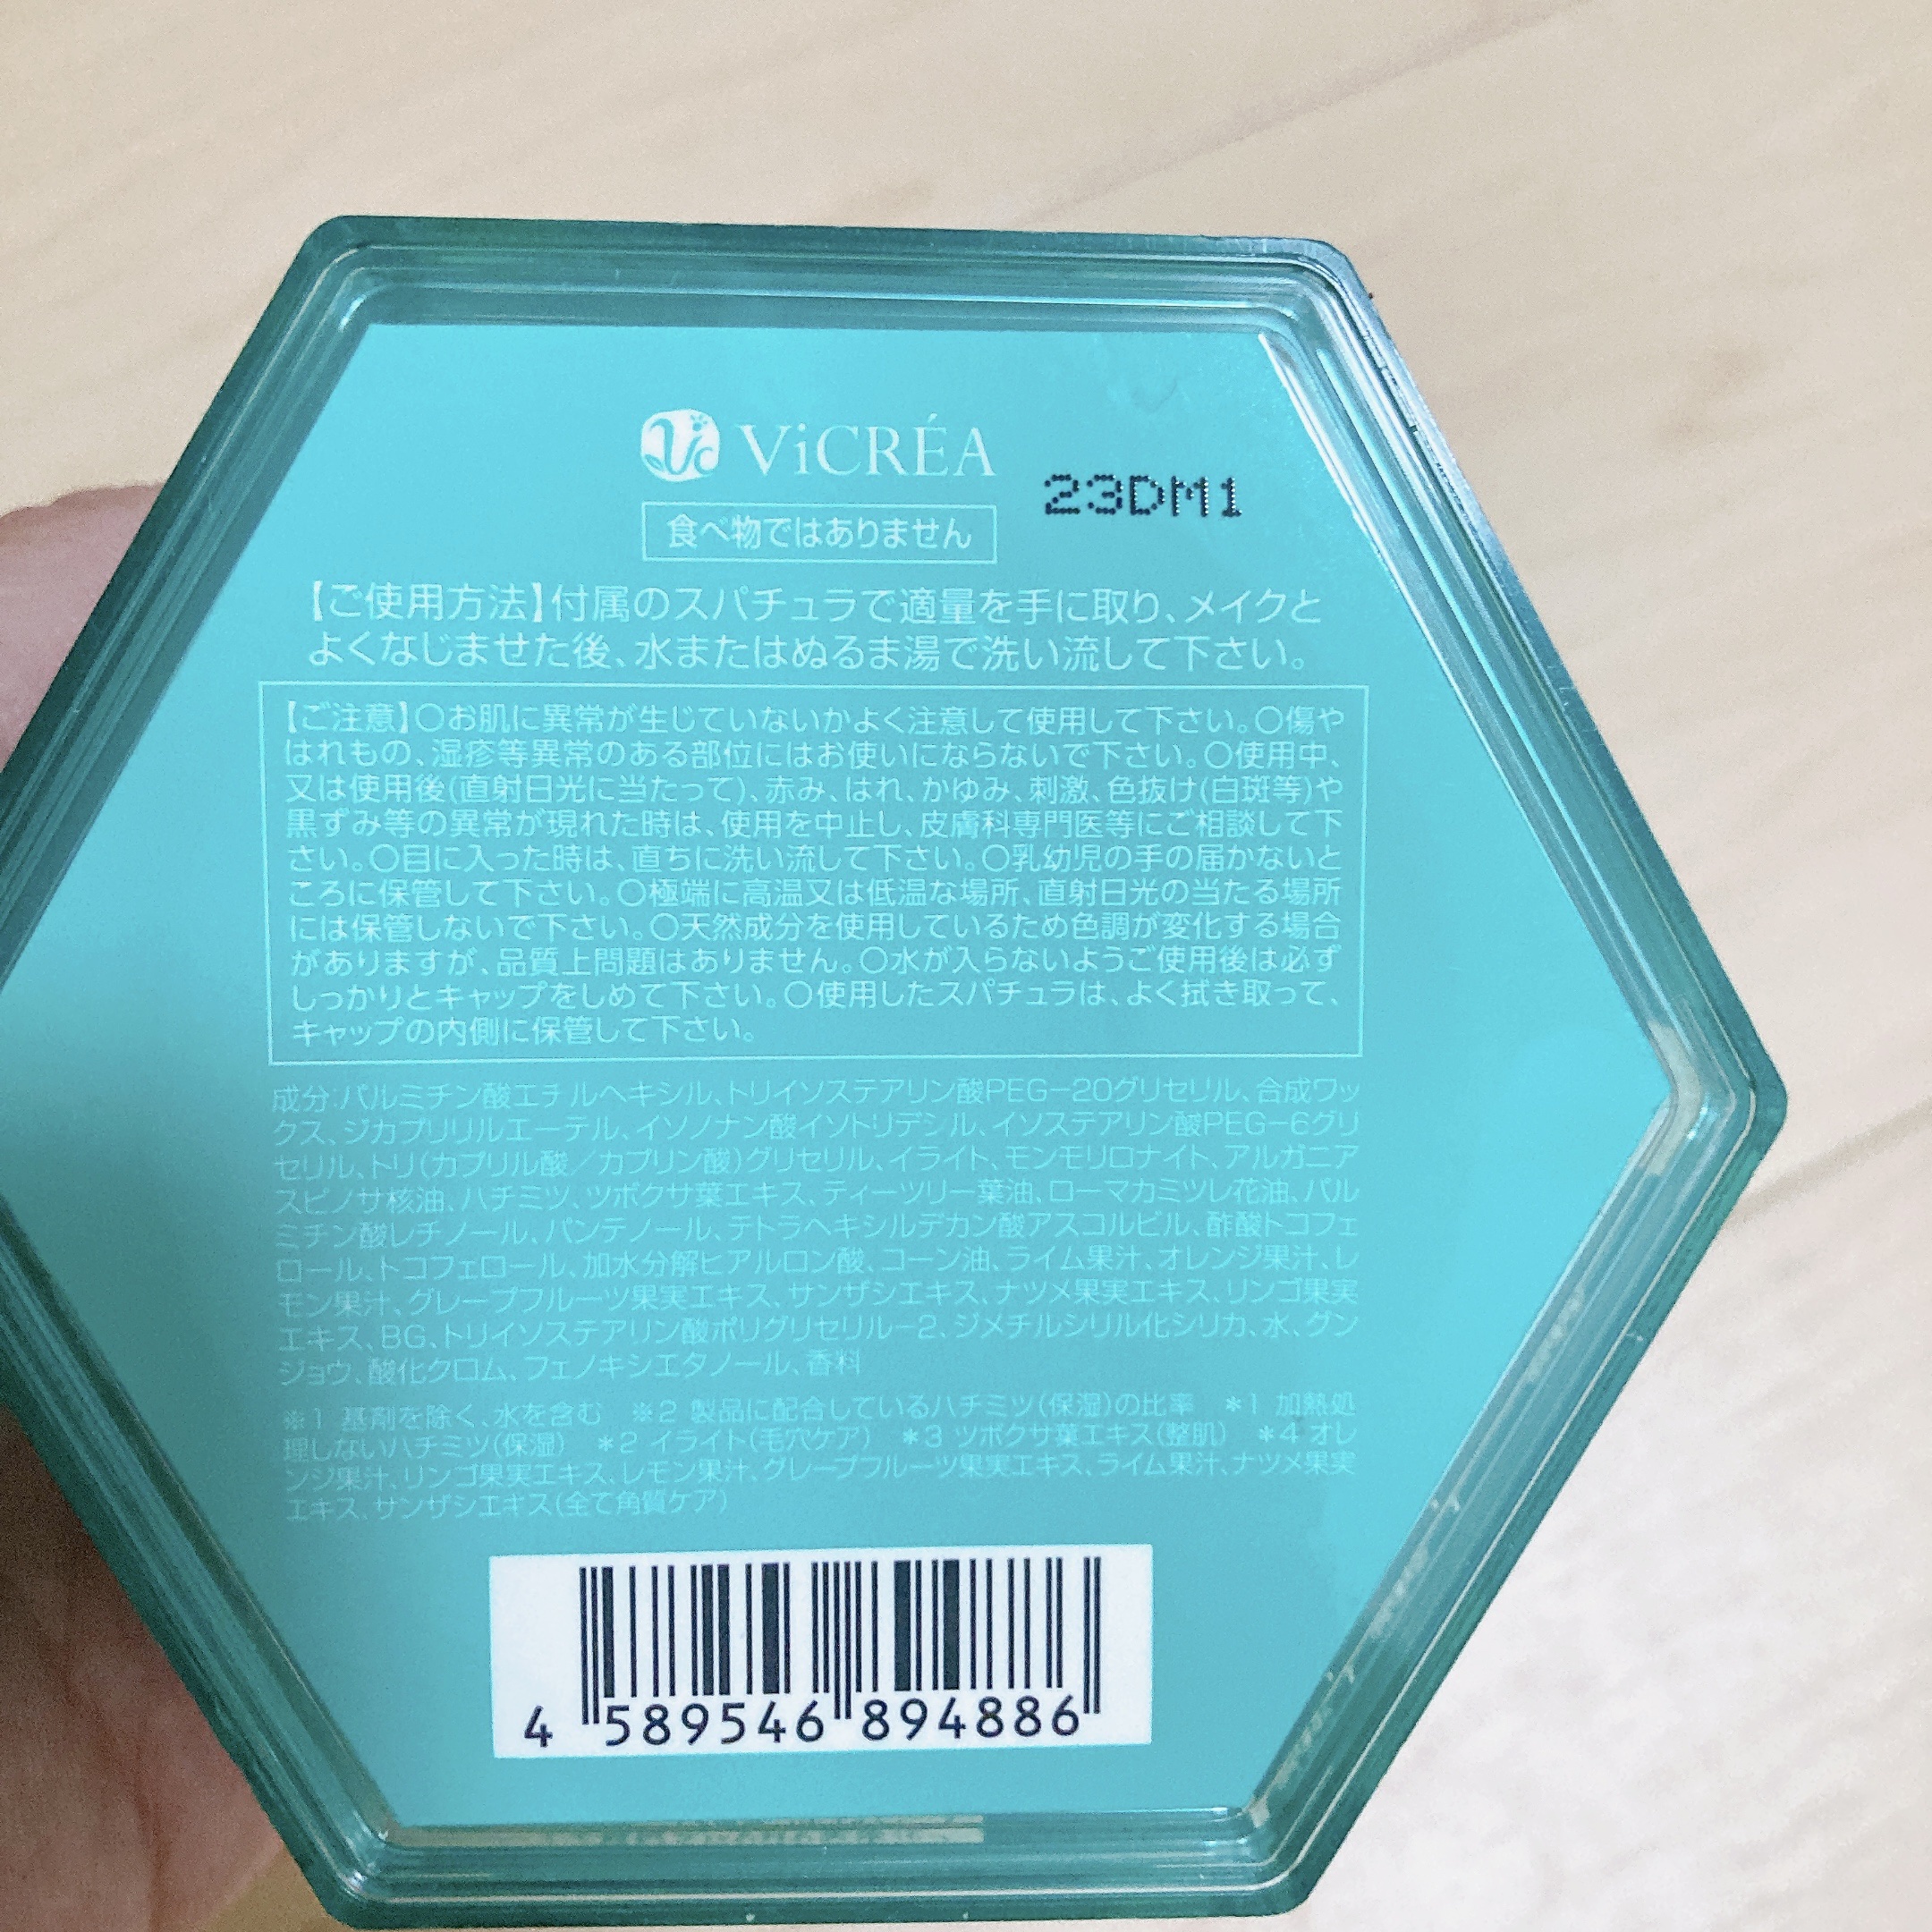 ViCRÉA
23DM1
食べ物ではありません
【ご使用方法】付属のスパチュラで適量を手に取り、メイクと
よくなじませた後、水またはぬるま湯で洗い流して下さい。
【ご注意】〇お肌に異常が生じていないかよく注意して使用して下さい。〇傷や
はれもの、湿疹等異常のある部位にはお使いにならないで下さい。〇使用中、
又は使用後(直射日光に当たって)、赤み、はれ、かゆみ、刺激、色抜け(白斑等)や
黒ずみ等の異常が現れた時は、使用を中止し、皮膚科専門医等にご相談して下
さい。〇目に入った時は、直ちに洗い流して下さい。〇乳幼児の手の届かないと
ころに保管して下さい。〇極端に高温又は低温な場所、直射日光の当たる場所
には保管しないで下さい。〇天然成分を使用しているため色調が変化する場合
がありますが、品質上問題はありません。〇水が入らないようご使用後は必ず
しっかりとキャップをしめて下さい。〇使用したスパチュラは、よく拭き取って、
キャップの内側に保管して下さい。
成分:パルミチン酸エチルヘキシル、トリイソステアリン酸PEG-20グリセリル、合成ワッ
クス、ジカプリリルエーテル、イソノナン酸イソトリデシル、イソステアリン酸PEG-6グリ
セリル、トリ(カプリル酸/カプリン酸)グリセリル、イライト、モンモリロナイト、アルガニア
スピノサ核油、ハチミツ、ツボクサ葉エキス、ティーツリー葉油、ローマカミツレ花油、パル
ミチン酸レチノール、パンテノール、テトラヘキシルデカン酸アスコルビル、酢酸トコフェ
ロール、トコフェロール、加水分解ヒアルロン酸、コーン油、ライム果汁、オレンジ果汁、レ
モン果汁、グレープフルーツ果実エキス、サンザシエキス、ナツメ果実エキス、リンゴ果実
エキス、BG、トリイソステアリン酸ポリグリセリル-2、ジメチルシリル化シリカ、水、グン
ジョウ、酸化クロム、フェノキシエタノール、香料
※1 基剤を除く、水を含む ※2 製品に配合しているハチミツ(保湿)の比率 *1 加熱処
理しないハチミツ(保湿) *2 イライト(毛穴ケア) *3 ツボクサ葉エキス(整肌) *4 オレ
ンジ果汁、リンゴ果実エキス、レモン果汁、グレープフルーツ果実エキス、ライム果汁、ナツメ果実
エキス、サンザシエキス(全て角質ケア)
4 589546 894886